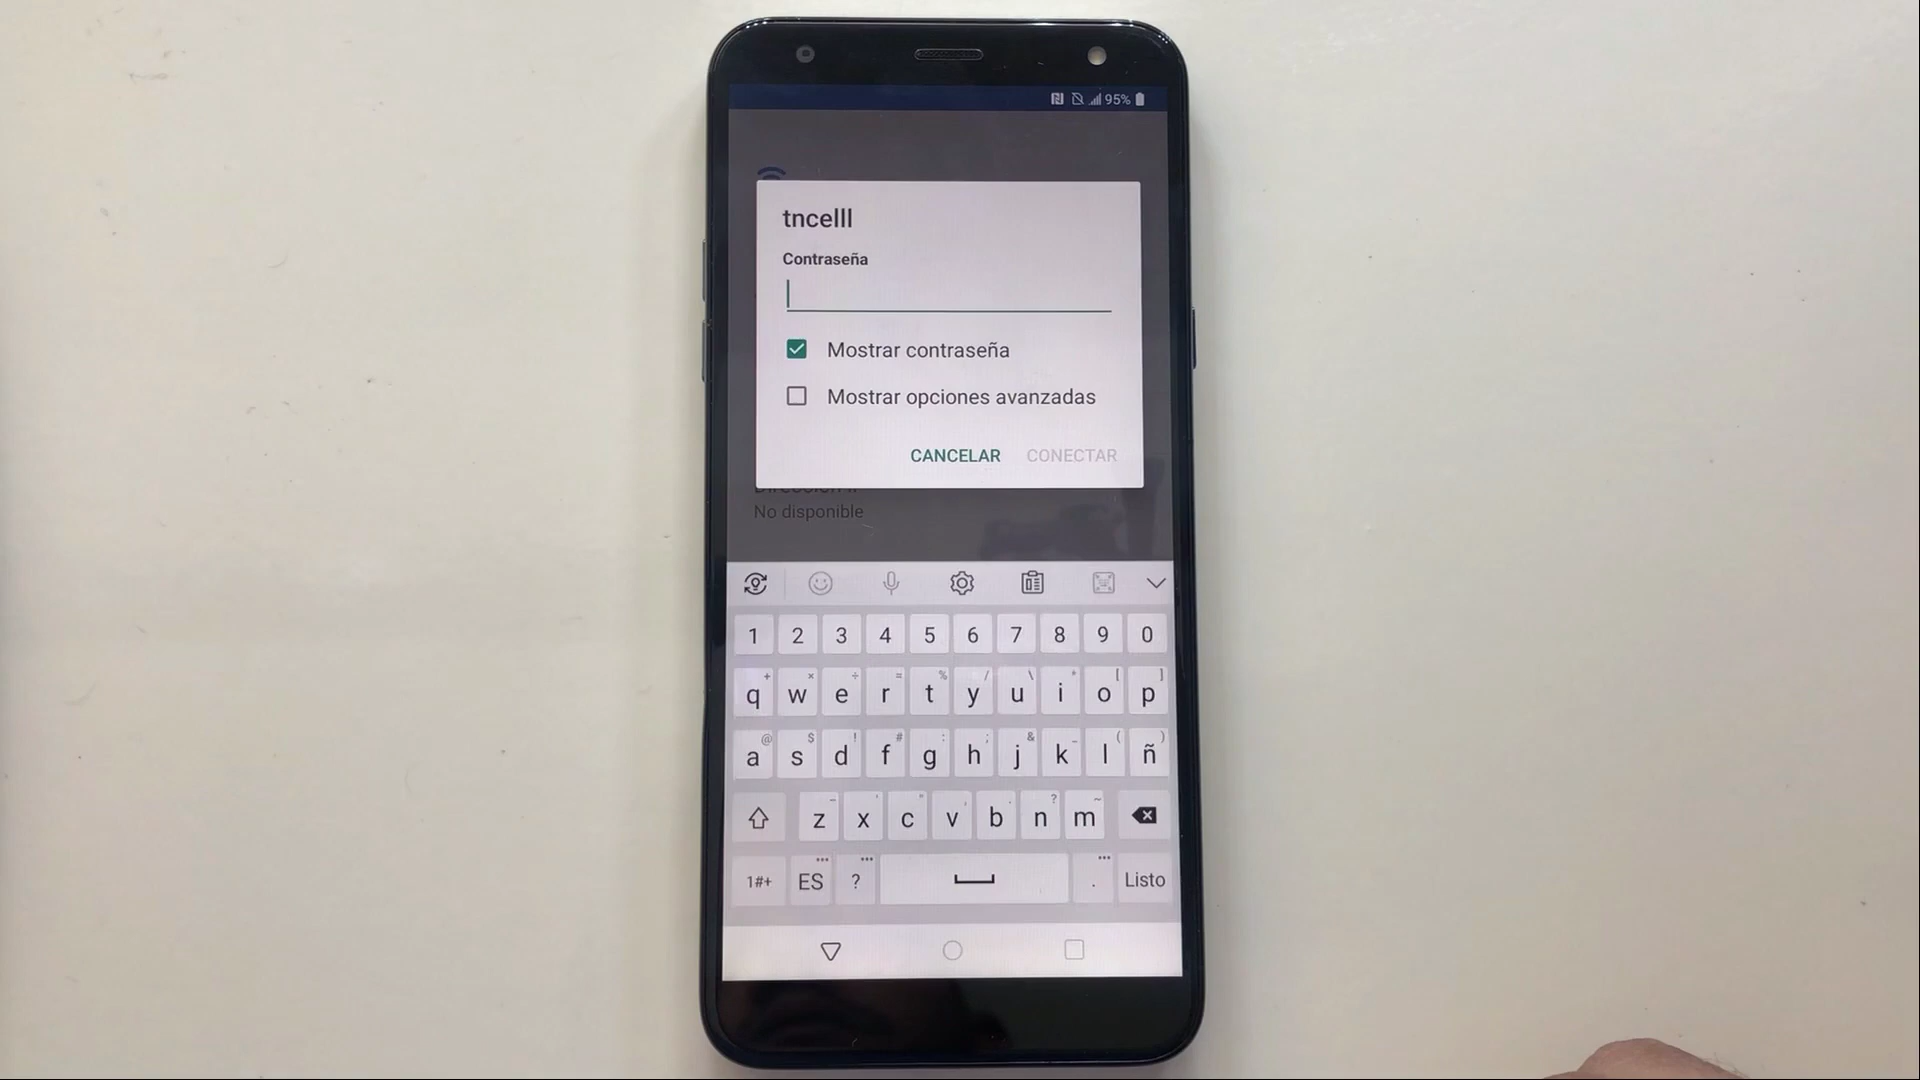 95%
tncelll
Contraseña
Mostrar contraseña
Mostrar opciones avanzadas
CANCELAR CONECTAR
No disponible
1 2 3 4 5 6 7 8 9 0
q w e r t y u i o p
a s d f g h j k l ñ
z x c v b n m
1#+ ES ? . Listo